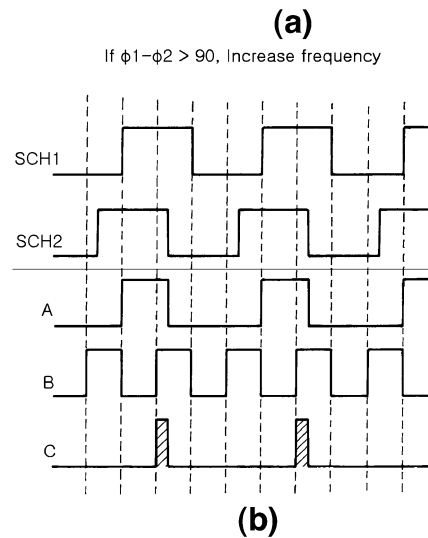 (a)
If ϕ1−ϕ2 > 90, Increase frequency
SCH1
SCH2
A
B
C
(b)